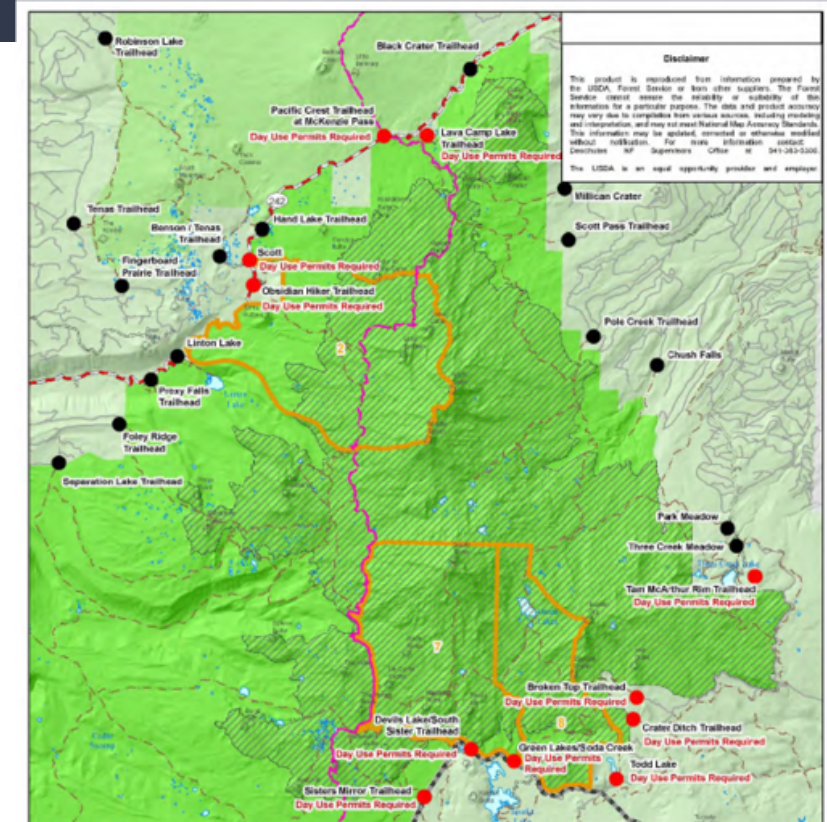 Robinson Lake
Trailhead
Black Crater Trailhead
Disclaimer
This product is reproduced from information prepared by
the USDA, Forest Service or from other suppliers. The Forest
Service cannot assure the reliability or suitability of this
information for a particular purpose. The data and product accuracy
may vary due to compilation from various sources, including modeling
and interpretation, and may not meet National Map Accuracy Standards.
This information may be updated, corrected or otherwise modified
without notification. For more information contact:
Deschutes NF Supervisors Office at
The USDA is an equal opportunity provider and employer
Pacific Crest Trailhead
at McKenzie Pass
Day Use Permits Required
Lava Camp Lake
Trailhead
Day Use Permits Required
Millican Crater
242
Tenas Trailhead
Hand Lake Trailhead
Scott Pass Trailhead
Benson / Tenas
Trailhead
Scott
Day Use Permits Required
Fingerboard
Prairie Trailhead
Obsidian Hiker Trailhead
Day Use Permits Required
Pole Creek Trailhead
Linton Lake
2
Chush Falls
Proxy Falls
Trailhead
Linton
Lake
Foley Ridge
Trailhead
Separation Lake Trailhead
Park Meadow
Three Creek Meadow
Tam McArthur Rim Trailhead
Day Use Permits Required
7
Broken Top Trailhead
Day Use Permits Required
8
Devils Lake/South
Sister Trailhead
Day Use Permits Required
Crater Ditch Trailhead
Day Use Permits Required
Green Lakes/Soda Creek
Day Use Permits
Required
Todd Lake
Day Use Permits Required
Sisters Mirror Trailhead
Day Use Permits Required